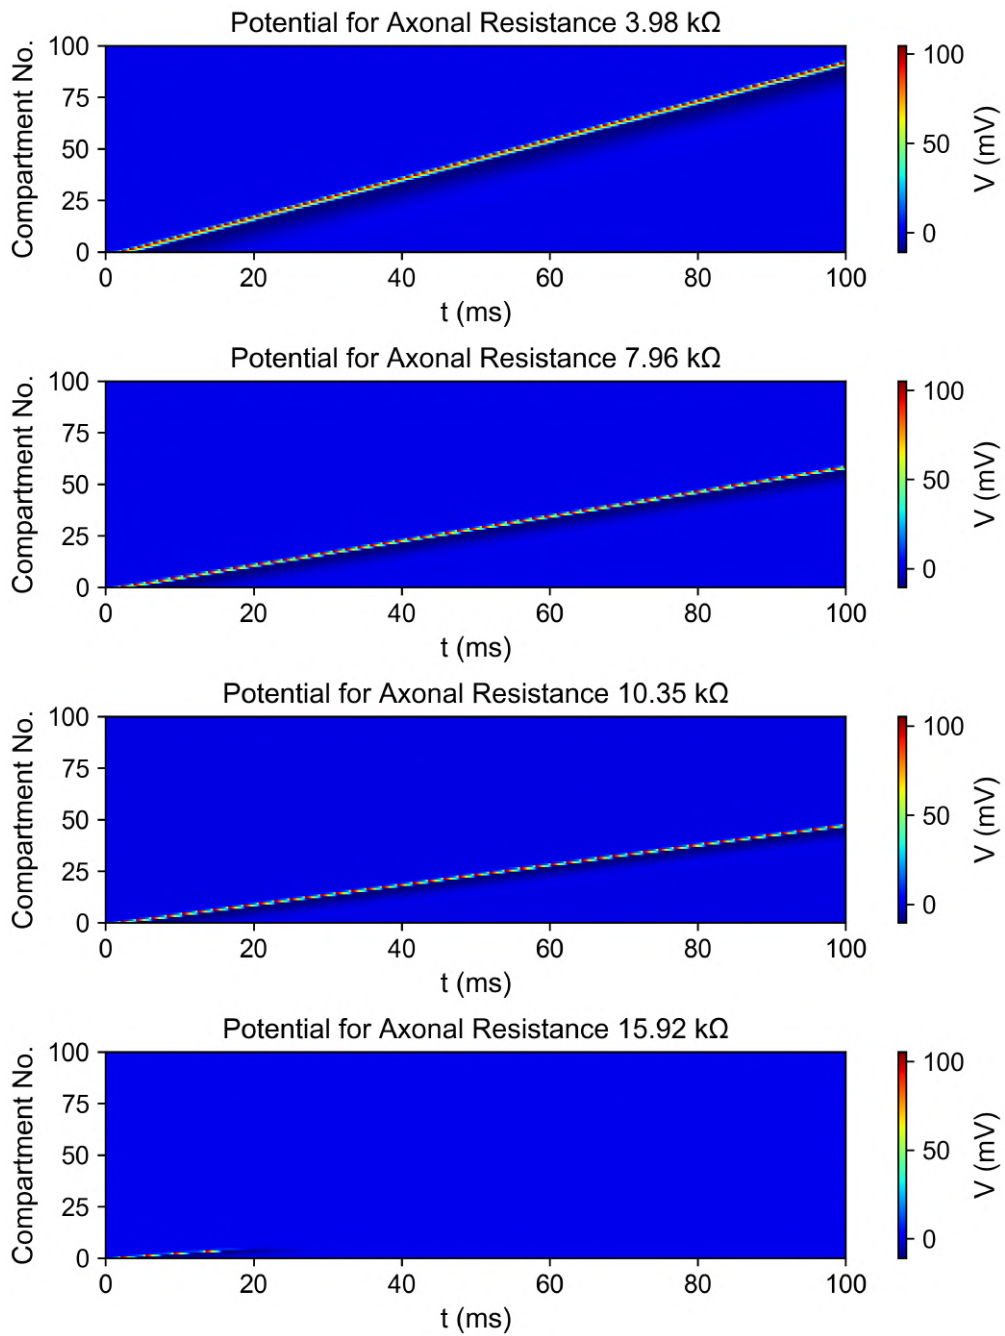 Potential for Axonal Resistance 3.98 kΩ
100
75
50
25
0
Compartment No.
0 20 40 60 80 100
t (ms)
100
50
0
V (mV)
Potential for Axonal Resistance 7.96 kΩ
100
75
50
25
0
Compartment No.
0 20 40 60 80 100
t (ms)
100
50
0
V (mV)
Potential for Axonal Resistance 10.35 kΩ
100
75
50
25
0
Compartment No.
0 20 40 60 80 100
t (ms)
100
50
0
V (mV)
Potential for Axonal Resistance 15.92 kΩ
100
75
50
25
0
Compartment No.
0 20 40 60 80 100
t (ms)
100
50
0
V (mV)